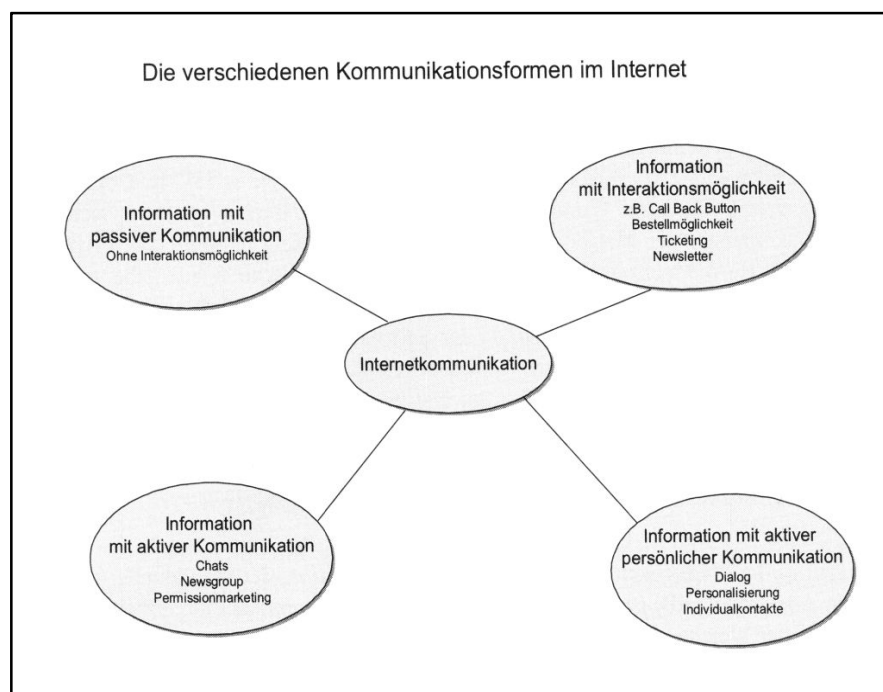 Die verschiedenen Kommunikationsformen im Internet
Information mit
passiver Kommunikation
Ohne Interaktionsmöglichkeit
Information
mit Interaktionsmöglichkeit
z.B. Call Back Button
Bestellmöglichkeit
Ticketing
Newsletter
Internetkommunikation
Information
mit aktiver Kommunikation
Chats
Newsgroup
Permissionmarketing
Information mit aktiver
persönlicher Kommunikation
Dialog
Personalisierung
Individualkontakte